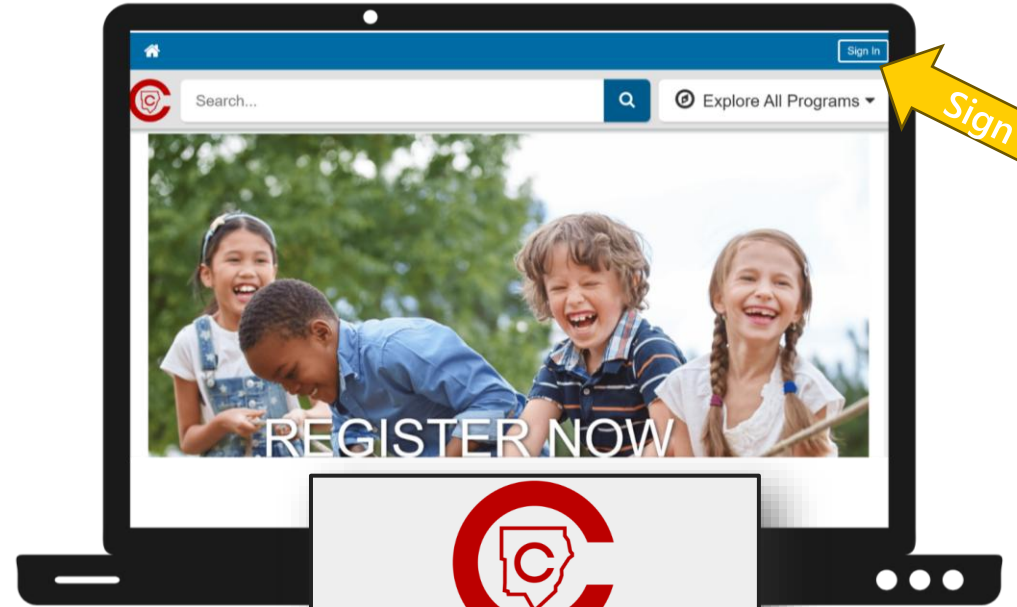 Sign In
Search...
Explore All Programs
Sign
REGISTER NOW
C
C